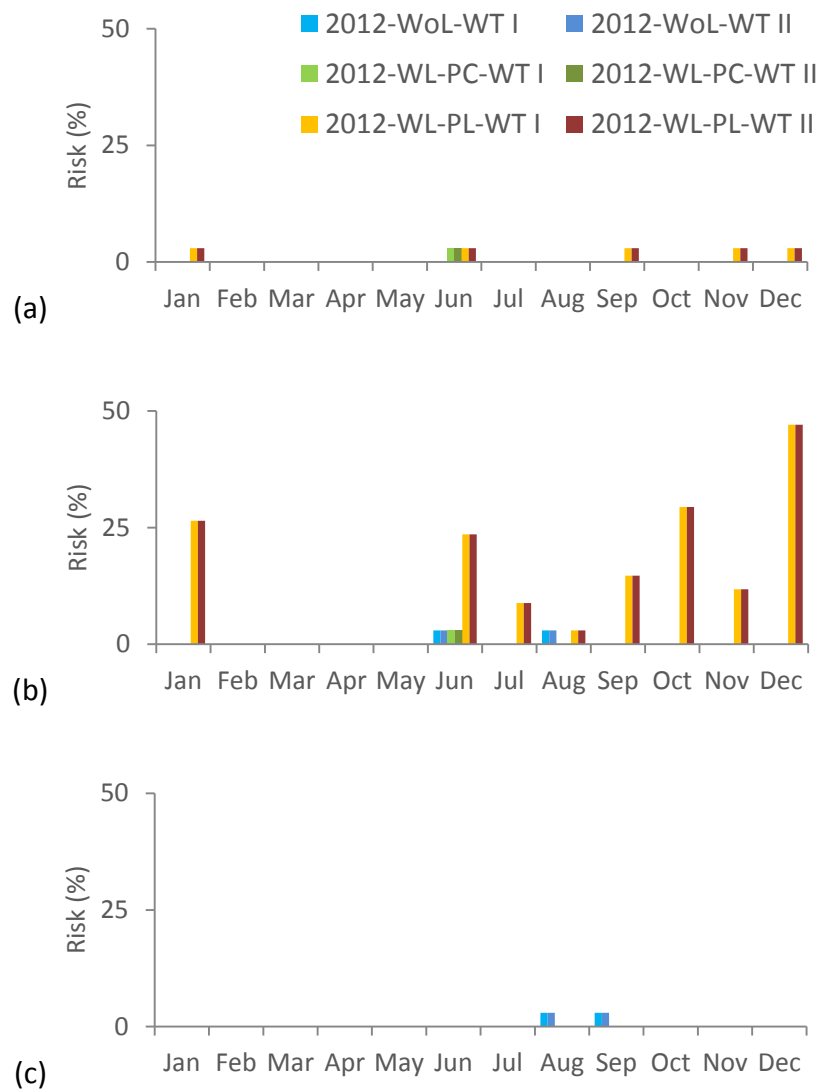 50
2012-WoL-WT I 2012-WoL-WT II
2012-WL-PC-WT I 2012-WL-PC-WT II
25
2012-WL-PL-WT I 2012-WL-PL-WT II
Risk (%)
0
Jan Feb Mar Apr May Jun Jul Aug Sep Oct Nov Dec
(a)
50
25
Risk (%)
0
Jan Feb Mar Apr May Jun Jul Aug Sep Oct Nov Dec
(b)
50
25
Risk (%)
0
Jan Feb Mar Apr May Jun Jul Aug Sep Oct Nov Dec
(c)